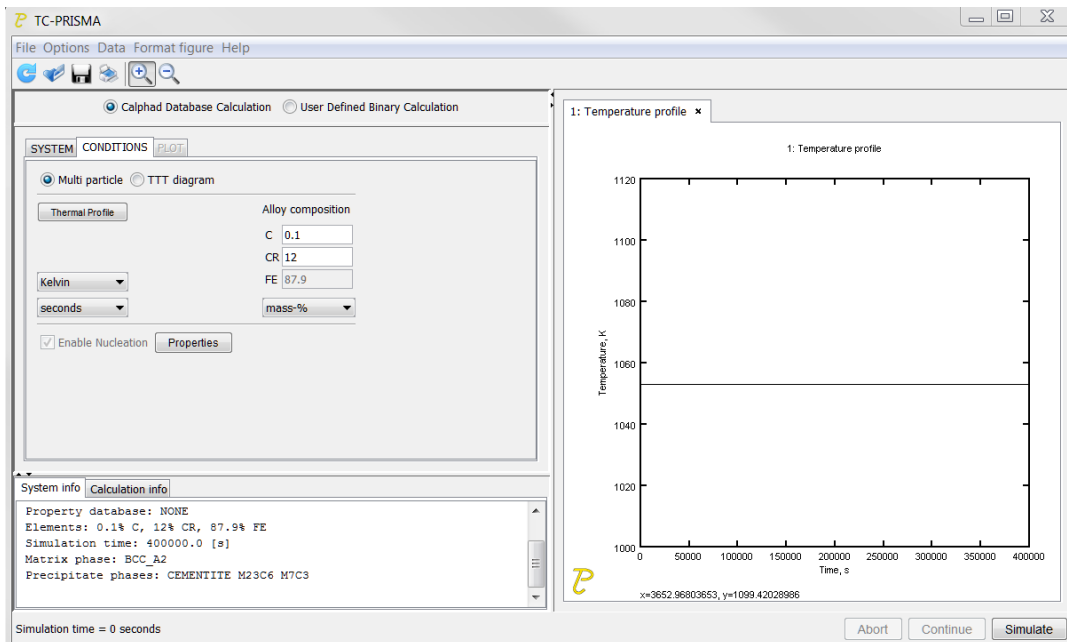 TC-PRISMA
File Options Data Format figure Help
Calphad Database Calculation User Defined Binary Calculation
SYSTEM CONDITIONS PLOT
Multi particle TTT diagram
Thermal Profile Alloy composition
C 0.1
CR 12
Kelvin FE 87.9
seconds mass-%
Enable Nucleation Properties
System info Calculation info
Property database: NONE
Elements: 0.1% C, 12% CR, 87.9% FE
Simulation time: 400000.0 [s]
Matrix phase: BCC_A2
Precipitate phases: CEMENTITE M23C6 M7C3
1: Temperature profile ×
1: Temperature profile
1120
1100
1080
1060
1040
1020
1000
Temperature, K
0 50000 100000 150000 200000 250000 300000 350000 400000
Time, s
x=3652.96803653, y=1099.42028986
Simulation time = 0 seconds
Abort Continue Simulate